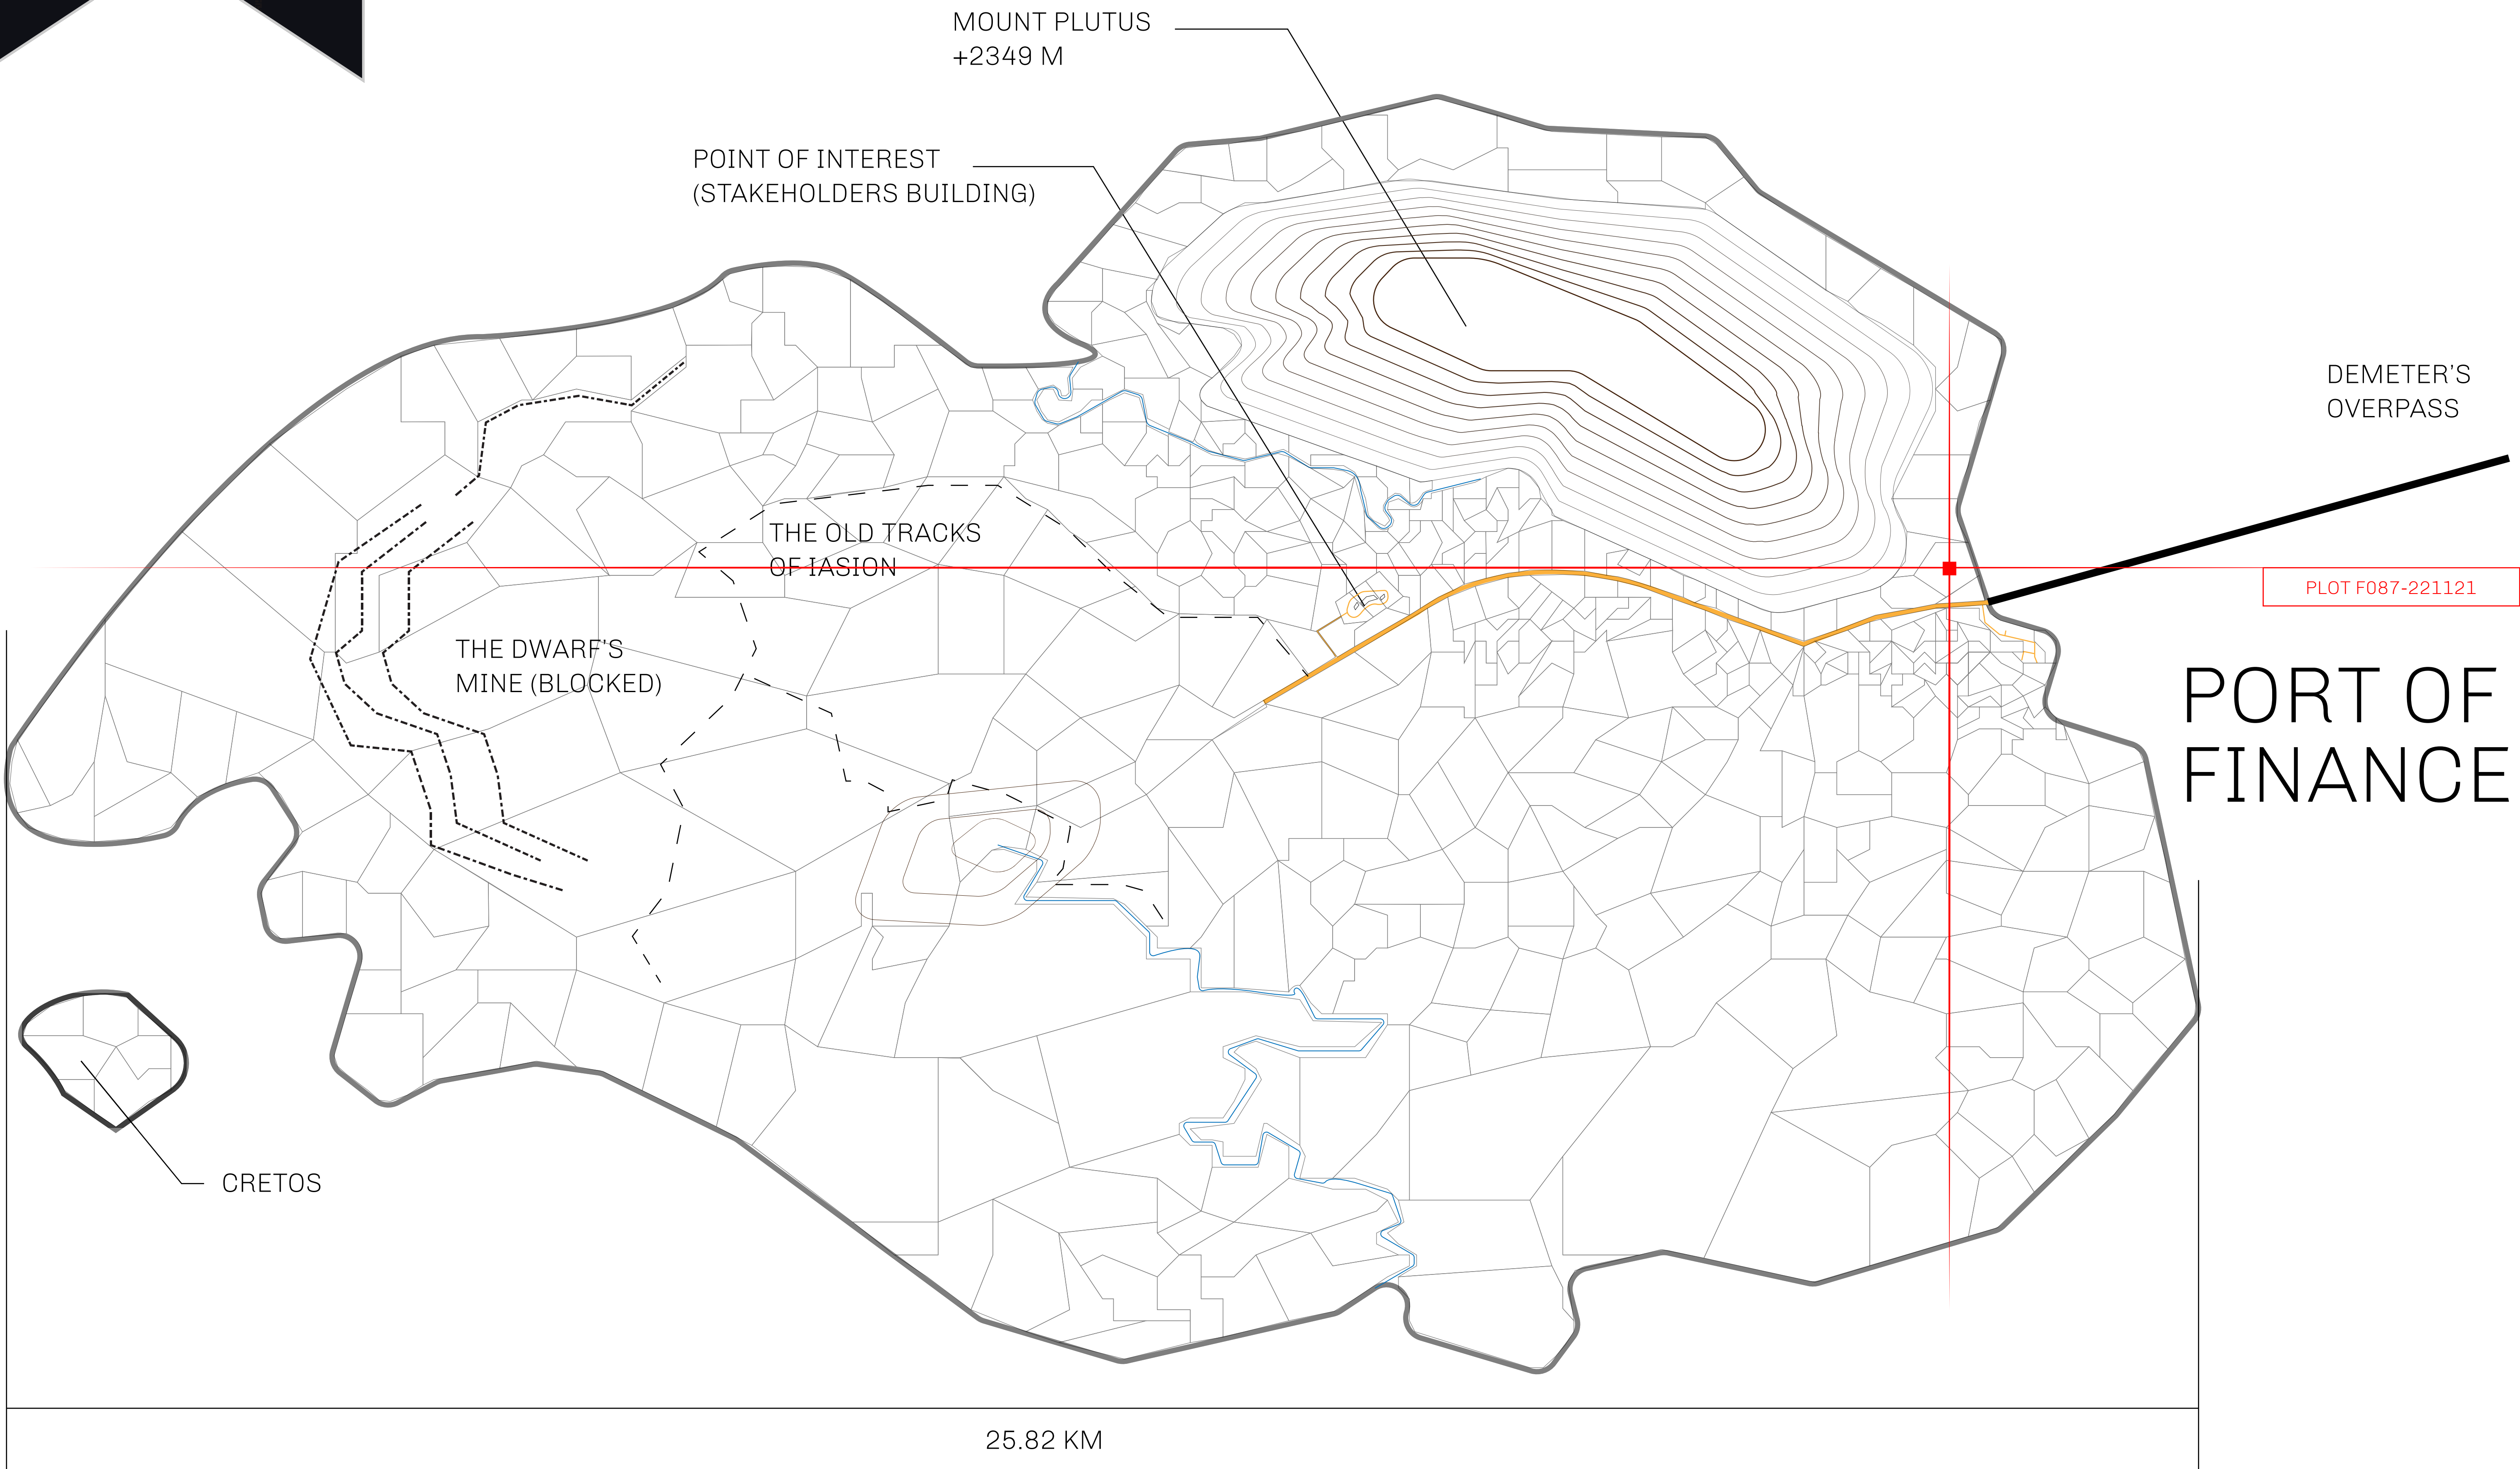 MOUNT PLUTUS
+2349 M
POINT OF INTEREST
(STAKEHOLDERS BUILDING)
DEMETER'S
OVERPASS
THE OLD TRACKS
OF IASION
PLOT F087-221121
THE DWARF'S
MINE (BLOCKED)
PORT OF
FINANCE
CRETOS
25.82 KM